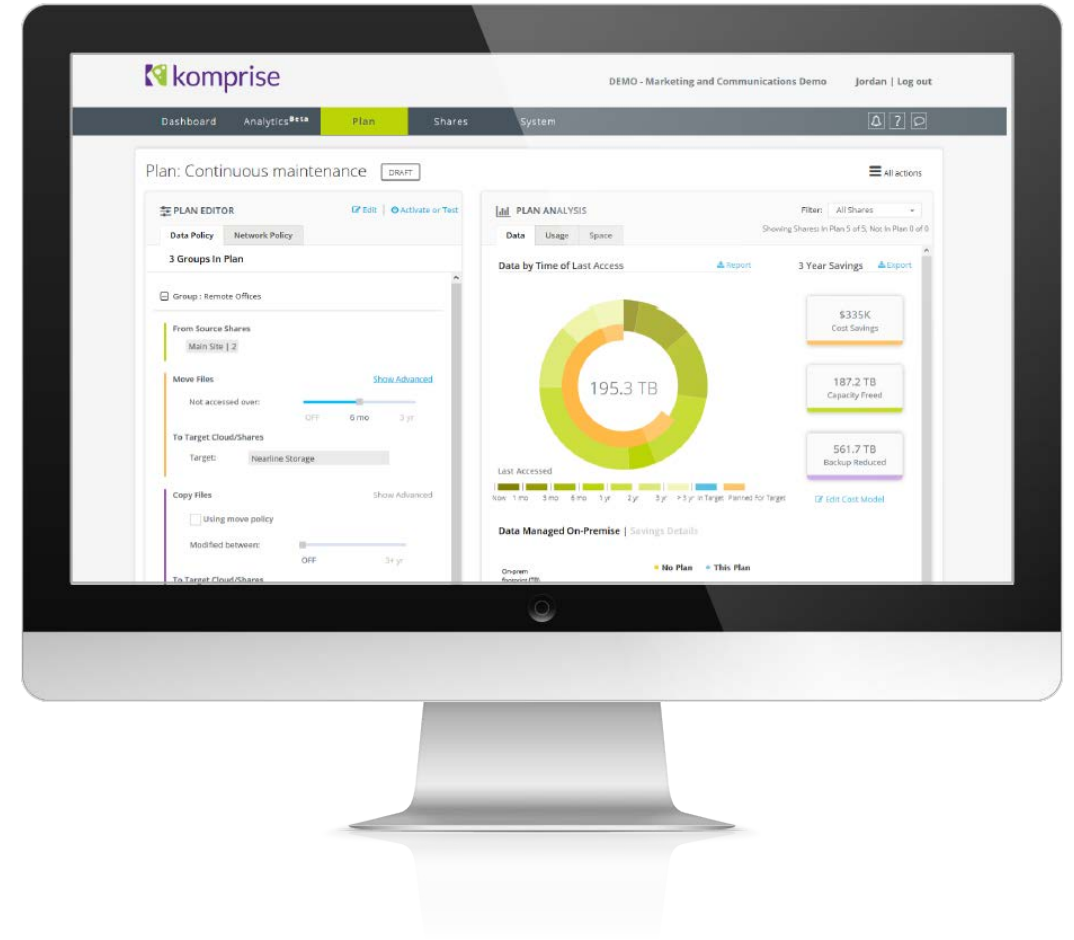 komprise
DEMO - Marketing and Communications Demo Jordan | Log out
Dashboard Analytics Beta Plan Shares System
Plan: Continuous maintenance DRAFT
All actions
PLAN EDITOR Edit | Activate or Test
Data Policy Network Policy
3 Groups In Plan
Group : Remote Offices
From Source Shares
Main Site | 2
Move Files Show Advanced
Not accessed over:
OFF 6 mo 3 yr
To Target Cloud/Shares
Target: Nearline Storage
Copy Files Show Advanced
Using move policy
Modified between:
OFF 3+ yr
To Target Cloud/Shares
PLAN ANALYSIS Filter: All Shares
Data Usage Space
Showing Shares: In Plan 5 of 5, Not In Plan 0 of 0
Data by Time of Last Access Report
195.3 TB
Last Accessed
Now 1 mo 3 mo 6 mo 1 yr 2 yr 3 yr > 3 yr In Target Planned For Target
3 Year Savings Export
$335K
Cost Savings
187.2 TB
Capacity Freed
561.7 TB
Backup Reduced
Edit Cost Model
Data Managed On-Premise | Savings Details
On-prem
footprint (TB)
No Plan This Plan